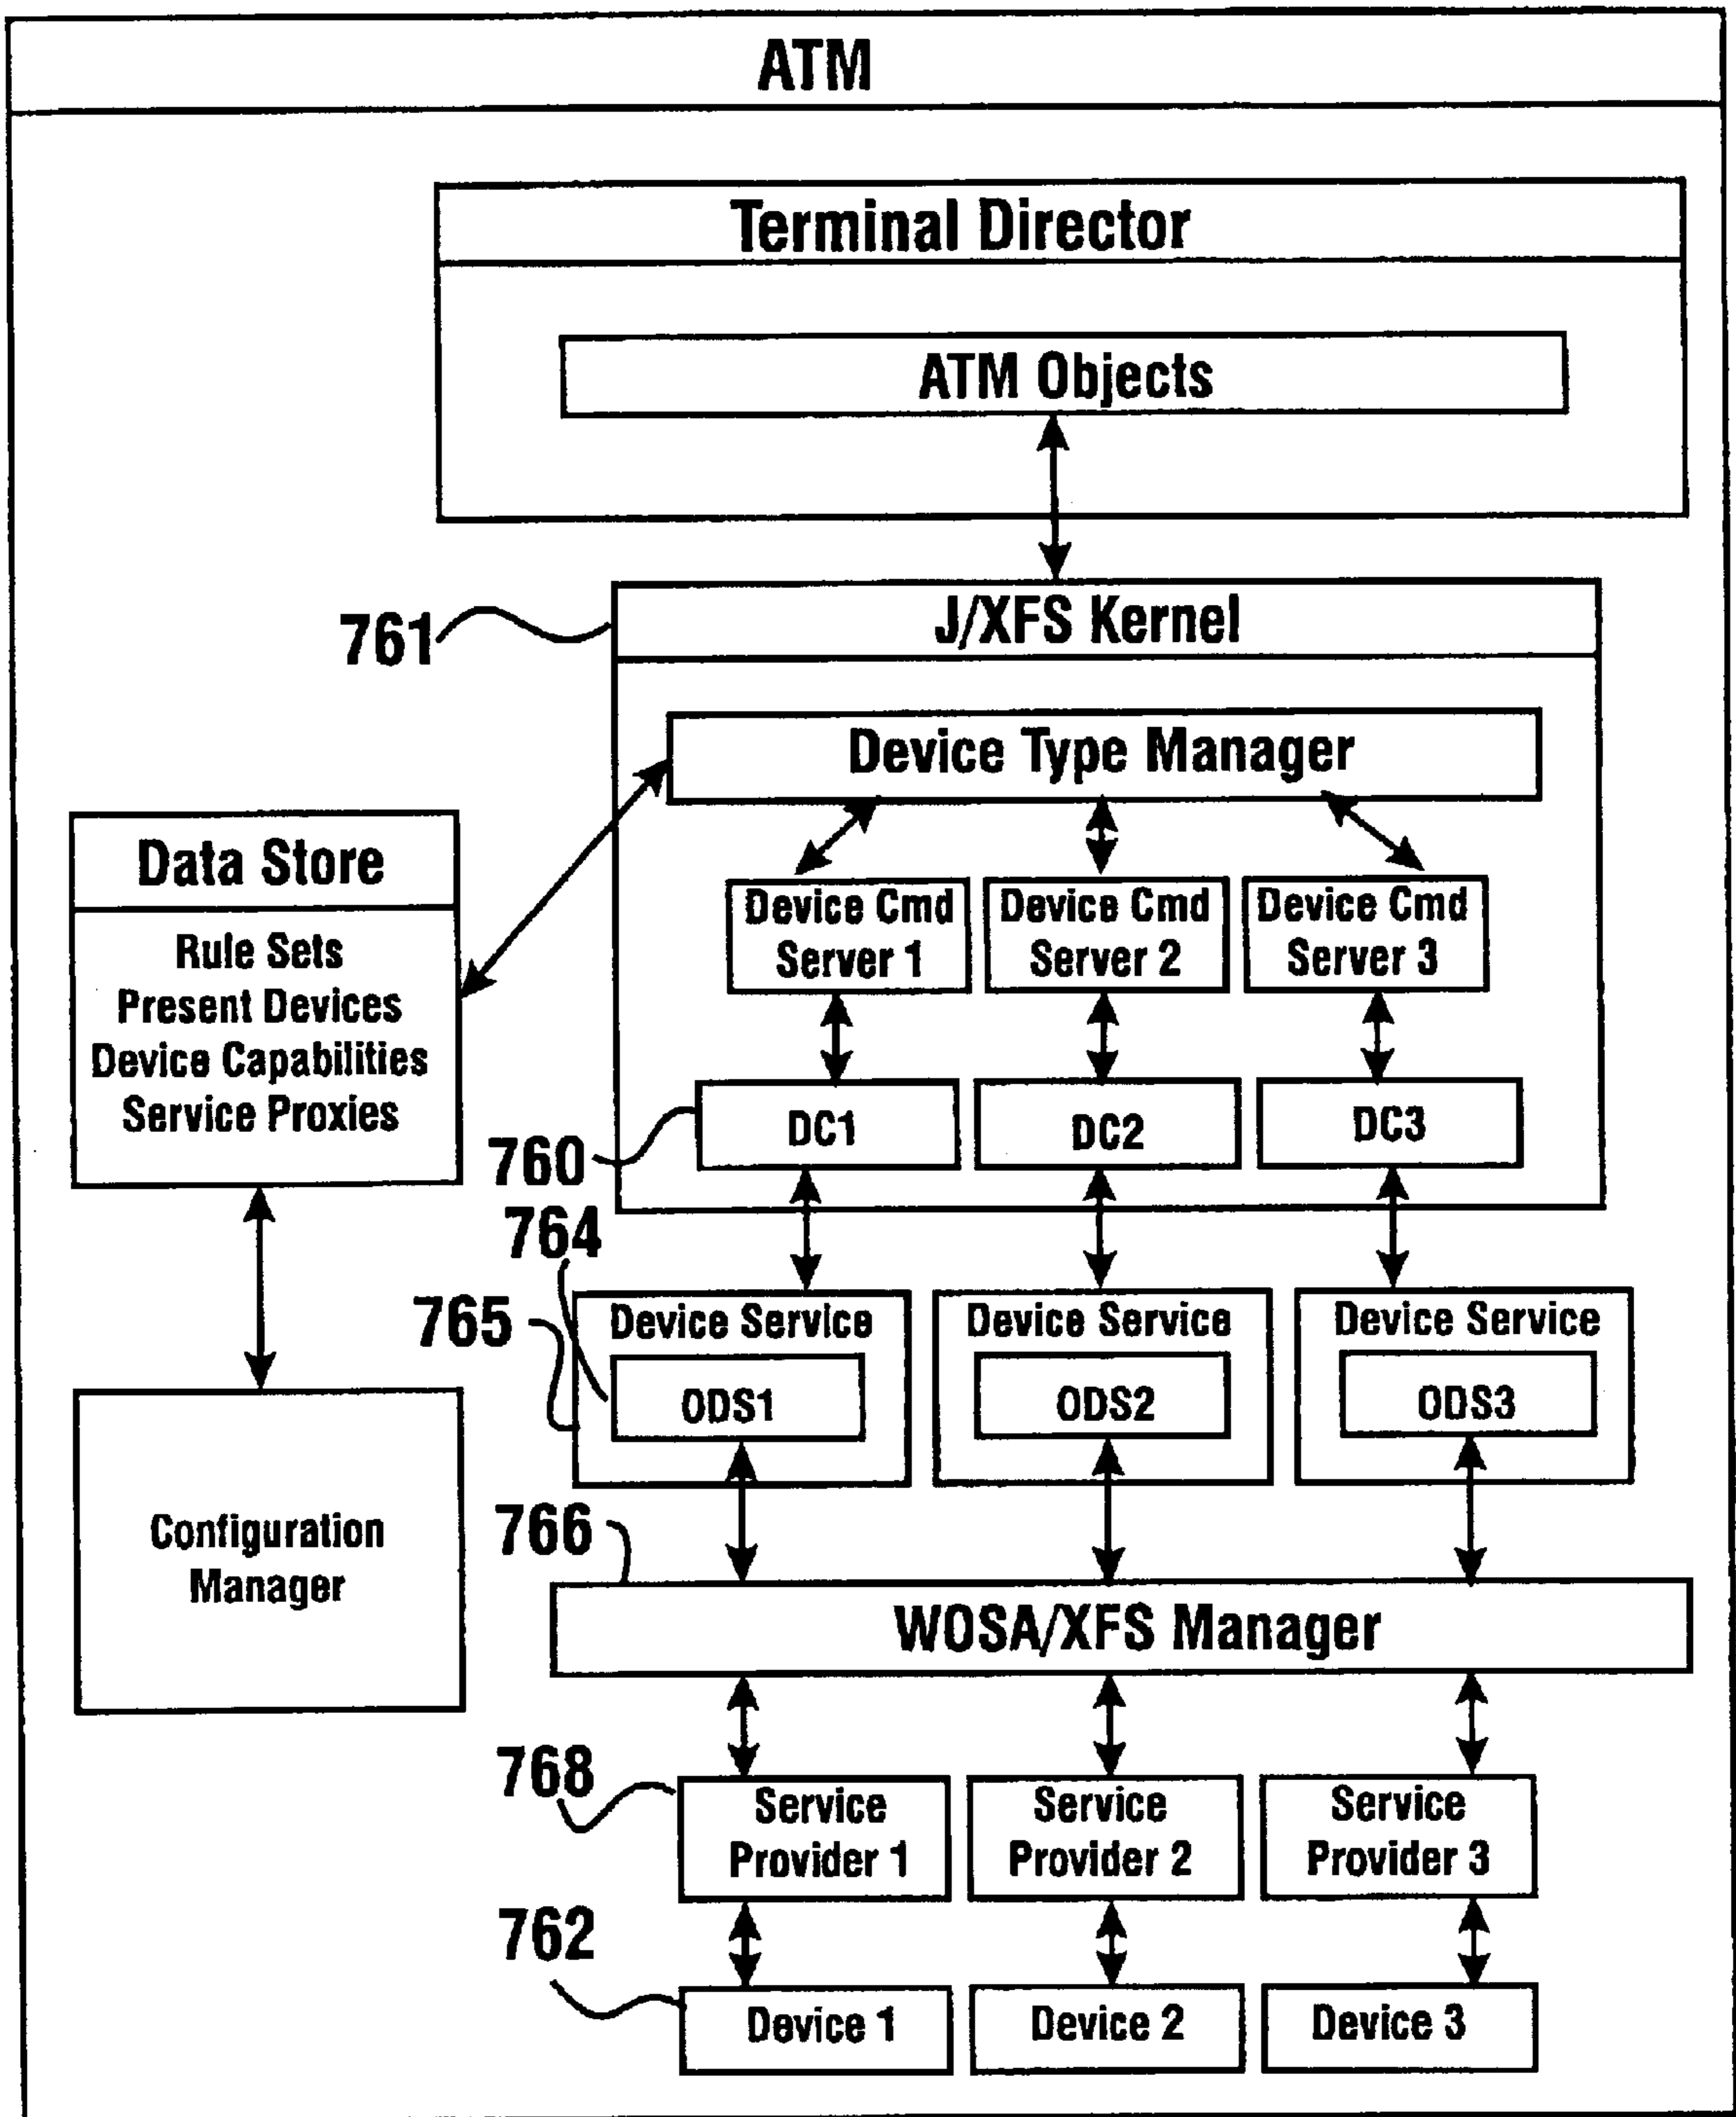 ATM
Terminal Director
ATM Objects
761
J/XFS Kernel
Device Type Manager
Data Store
Rule Sets
Present Devices
Device Capabilities
Service Proxies
Device Cmd
Server 1
Device Cmd
Server 2
Device Cmd
Server 3
760
DC1
DC2
DC3
764
765
Device Service
ODS1
Device Service
ODS2
Device Service
ODS3
Configuration
Manager
766
WOSA/XFS Manager
768
Service
Provider 1
Service
Provider 2
Service
Provider 3
762
Device 1
Device 2
Device 3